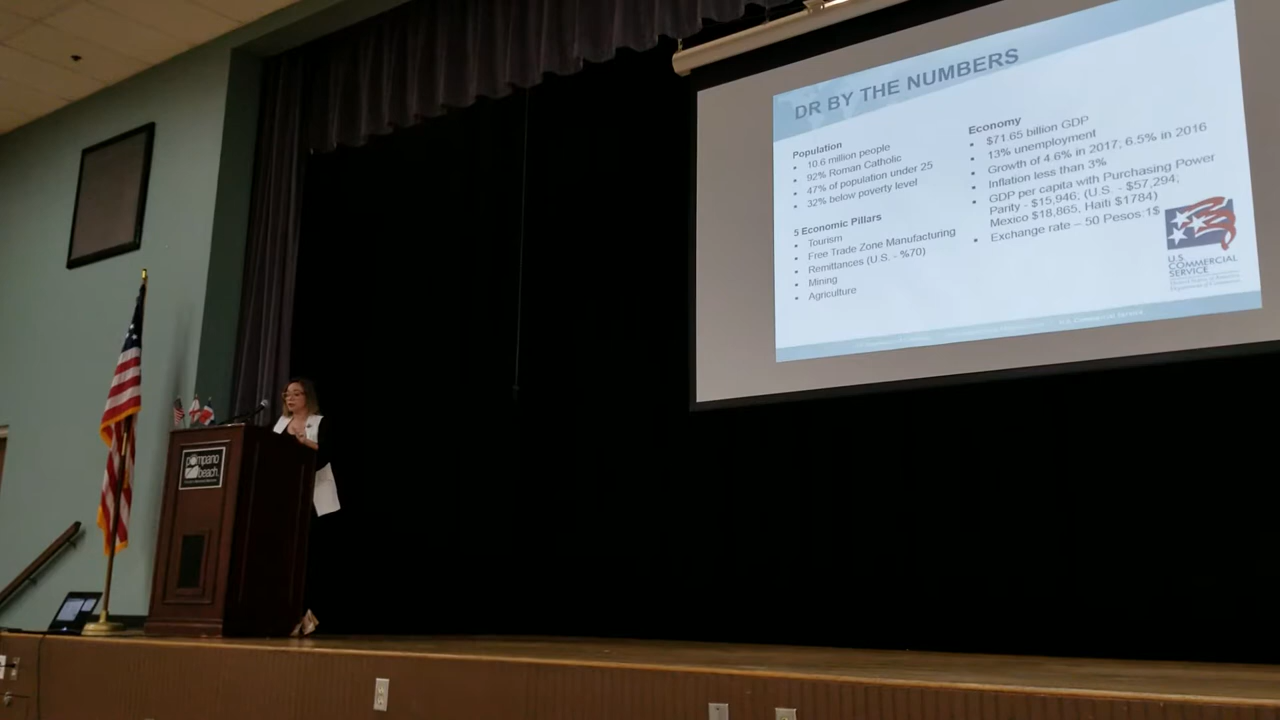 DR BY THE NUMBERS
Population
• 10.6 million people
• 92% Roman Catholic
• 47% of population under 25
• 32% below poverty level
5 Economic Pillars
• Tourism
• Free Trade Zone Manufacturing
• Remittances (U.S. - %70)
• Mining
• Agriculture
Economy
• $71.65 billion GDP
• 13% unemployment
• Growth of 4.6% in 2017; 6.5% in 2016
• Inflation less than 3%
• GDP per capita with Purchasing Power
Parity - $15,946, (U.S. - $57,294;
Mexico $18,865, Haiti $1784)
• Exchange rate – 50 Pesos:1$
U.S.
COMMERCIAL
SERVICE
pompano
beach